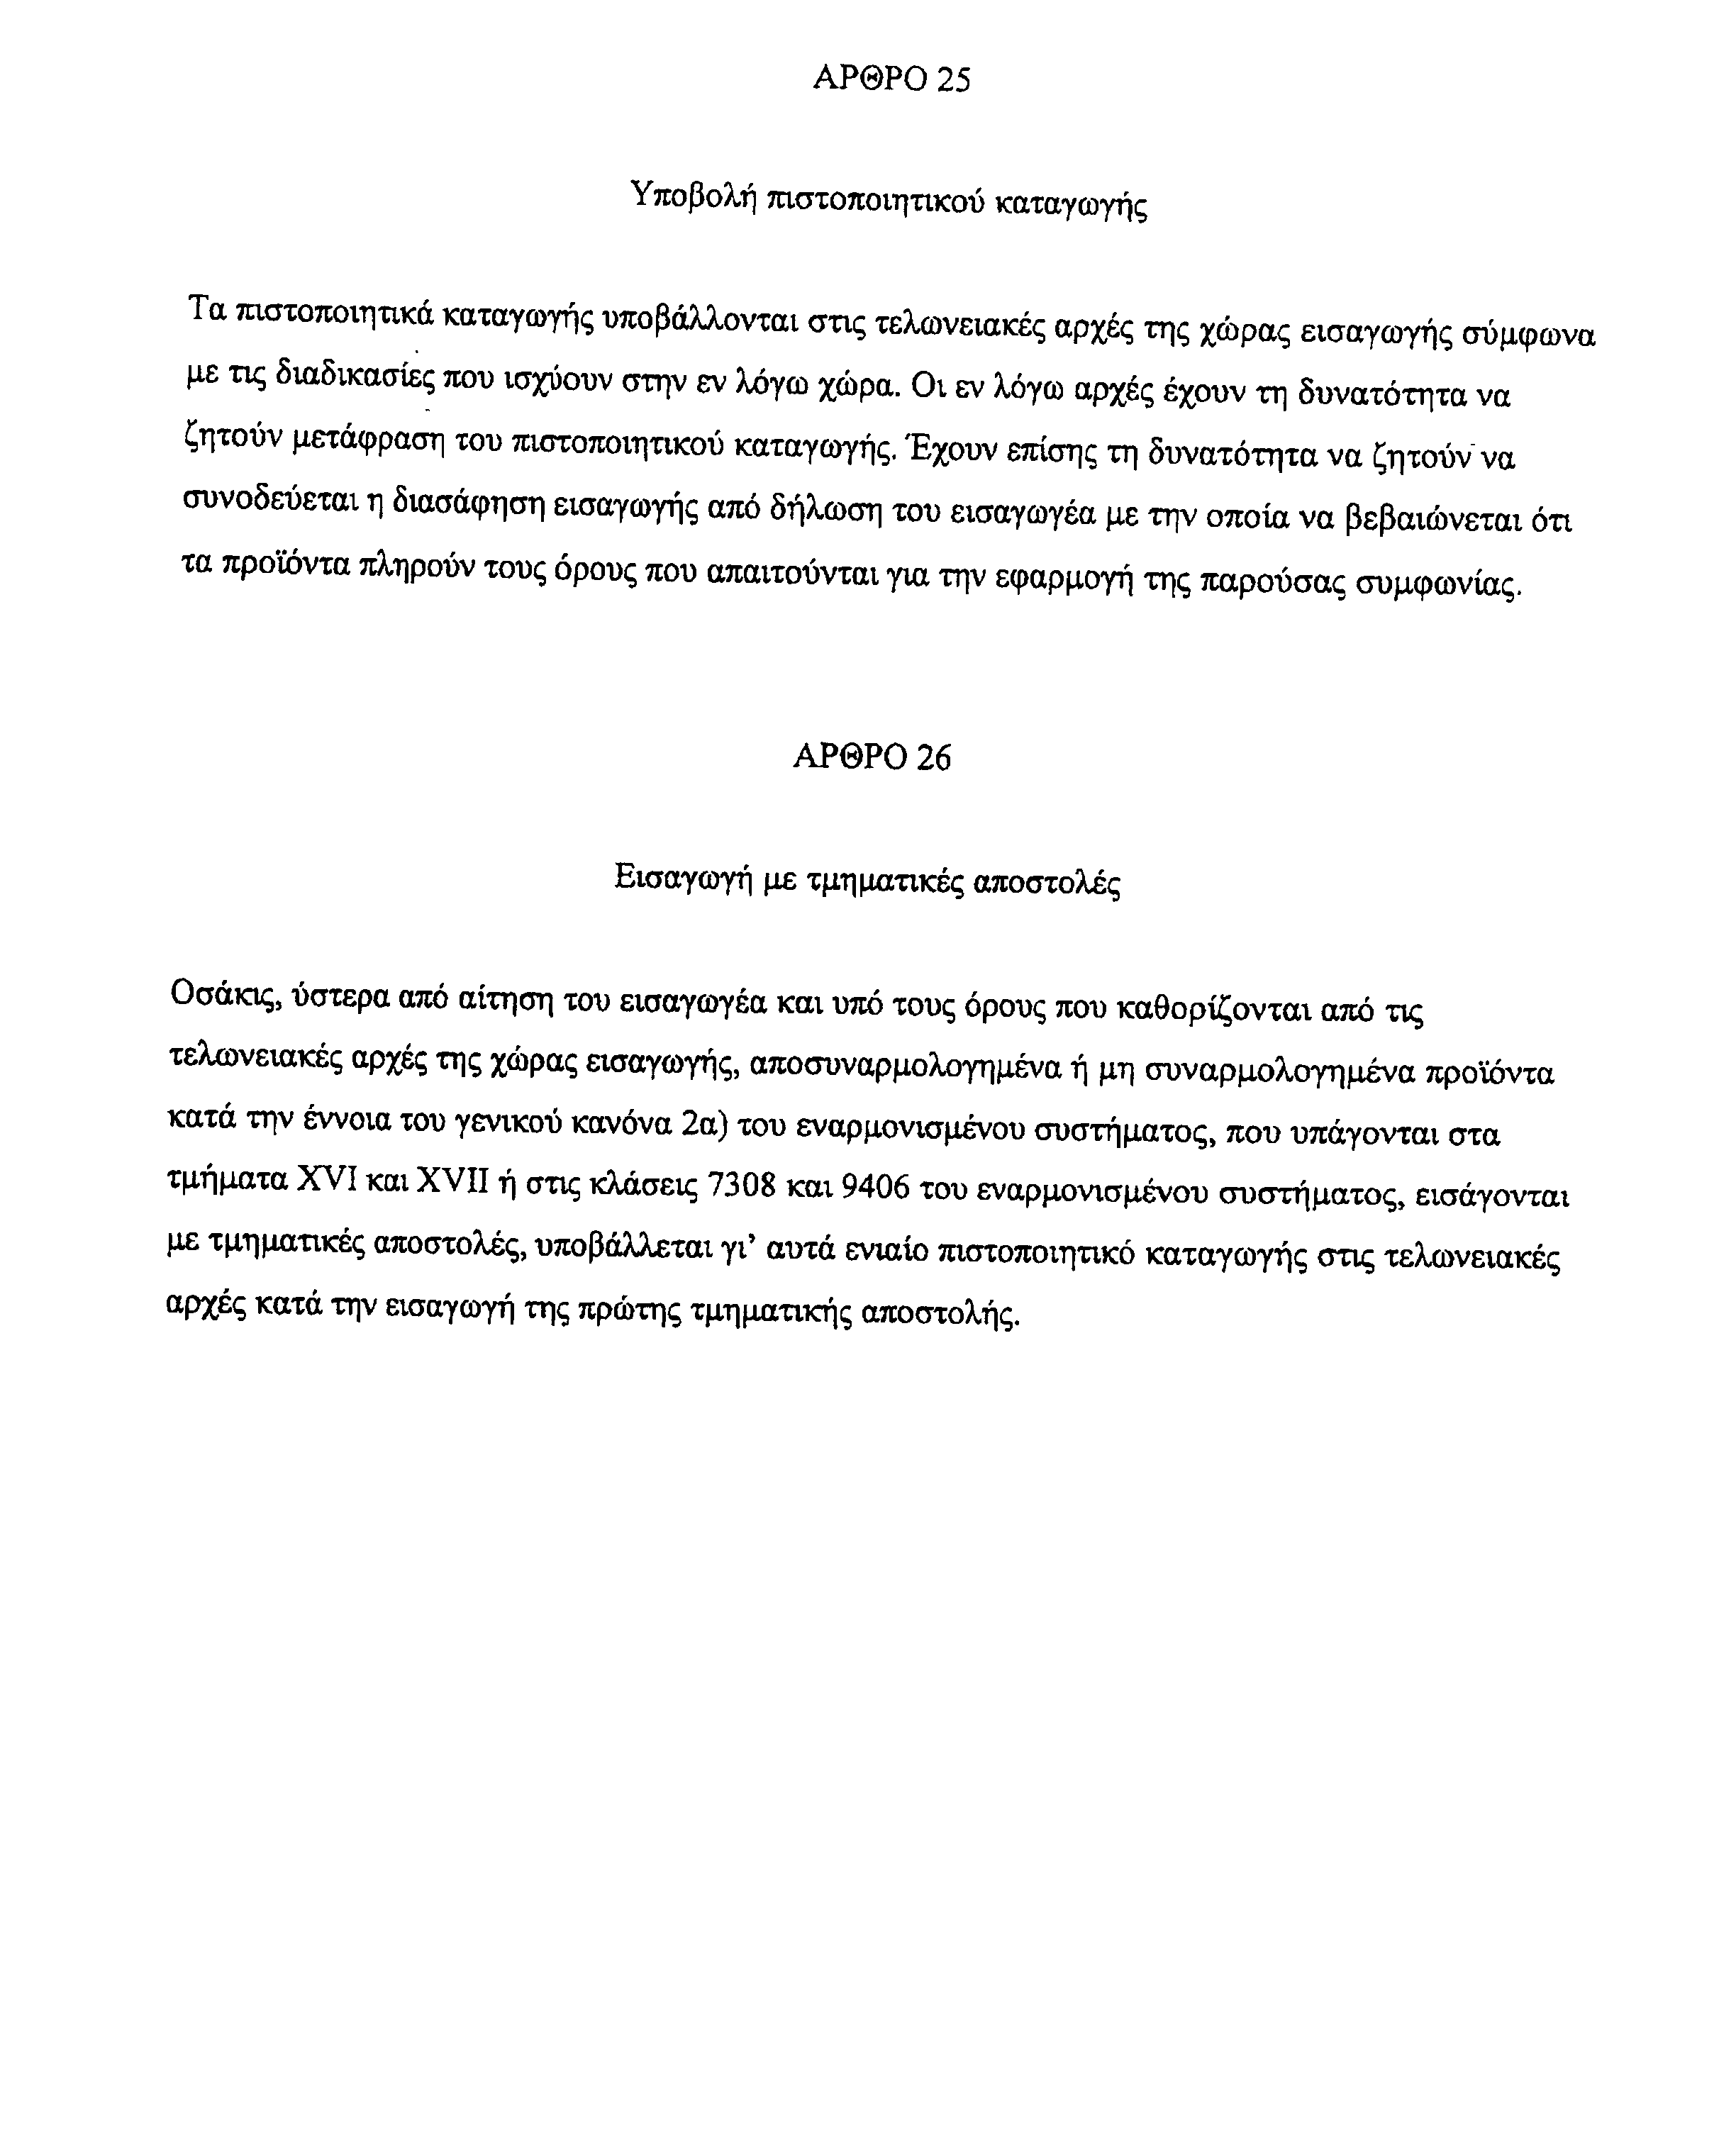 ΑΡΘΡΟ 25
Υποβολή πιστοποιητικού καταγωγής
Τα πιστοποιητικά καταγωγής υποβάλλονται στις τελωνειακές αρχές της χώρας εισαγωγής σύμφωνα
με τις διαδικασίες που ισχύουν στην εν λόγω χώρα. Οι εν λόγω αρχές έχουν τη δυνατότητα να
ζητούν μετάφραση του πιστοποιητικού καταγωγής. Έχουν επίσης τη δυνατότητα να ζητούν να
συνοδεύεται η διασάφηση εισαγωγής από δήλωση του εισαγωγέα με την οποία να βεβαιώνεται ότι
τα προϊόντα πληρούν τους όρους που απαιτούνται για την εφαρμογή της παρούσας συμφωνίας.
ΑΡΘΡΟ 26
Εισαγωγή με τμηματικές αποστολές
Οσάκις, ύστερα από αίτηση του εισαγωγέα και υπό τους όρους που καθορίζονται από τις
τελωνειακές αρχές της χώρας εισαγωγής, αποσυναρμολογημένα ή μη συναρμολογημένα προϊόντα
κατά την έννοια του γενικού κανόνα 2α) του εναρμονισμένου συστήματος, που υπάγονται στα
τμήματα XVI και XVII ή στις κλάσεις 7308 και 9406 του εναρμονισμένου συστήματος, εισάγονται
με τμηματικές αποστολές, υποβάλλεται γι’ αυτά ενιαίο πιστοποιητικό καταγωγής στις τελωνειακές
αρχές κατά την εισαγωγή της πρώτης τμηματικής αποστολής.